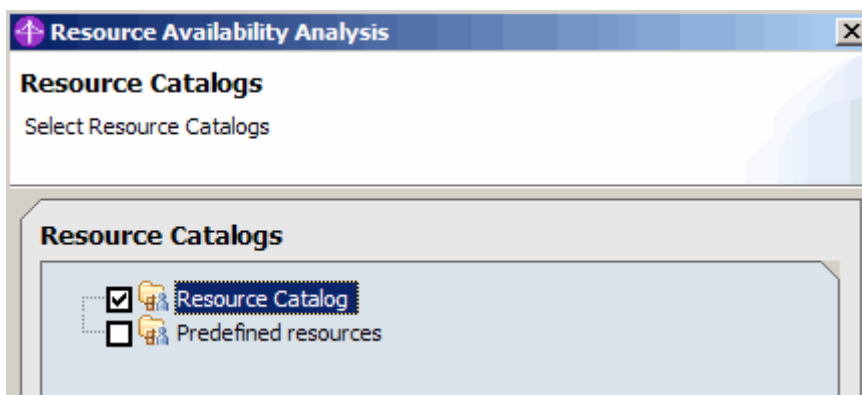 Resource Availability Analysis
Resource Catalogs
Select Resource Catalogs
Resource Catalogs
Resource Catalog
Predefined resources